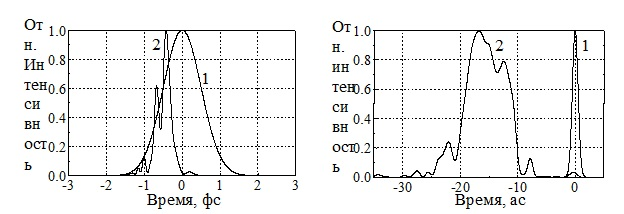 От
н.
Ин
тен
си
вн
ост
ь
1.0
0.8
0.6
0.4
0.2
0.0
2
1
-3 -2 -1 0 1 2 3
Время, фс
От
н.
ин
тен
си
вн
ост
ь
1.0
0.8
0.6
0.4
0.2
0.0
2
1
-30 -20 -10 0
Время, ас